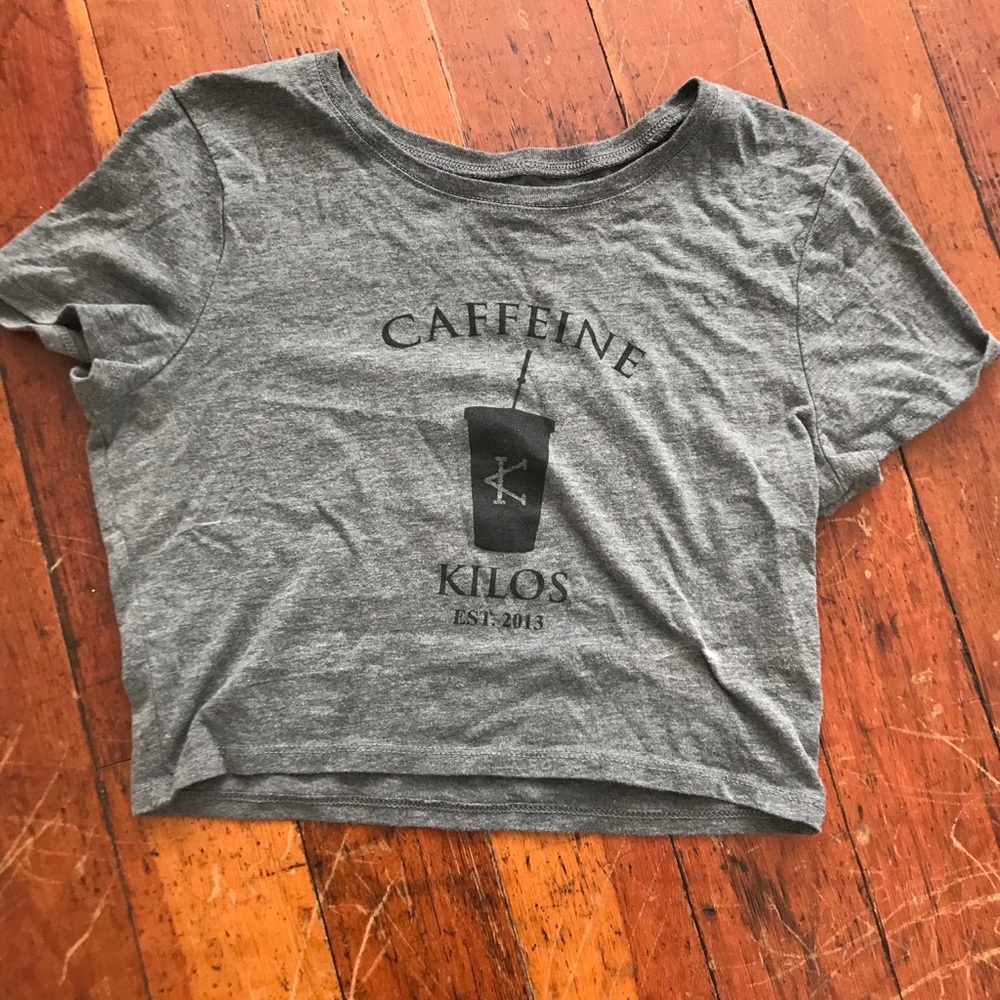 CAFFEINE
K
KILOS
EST. 2013